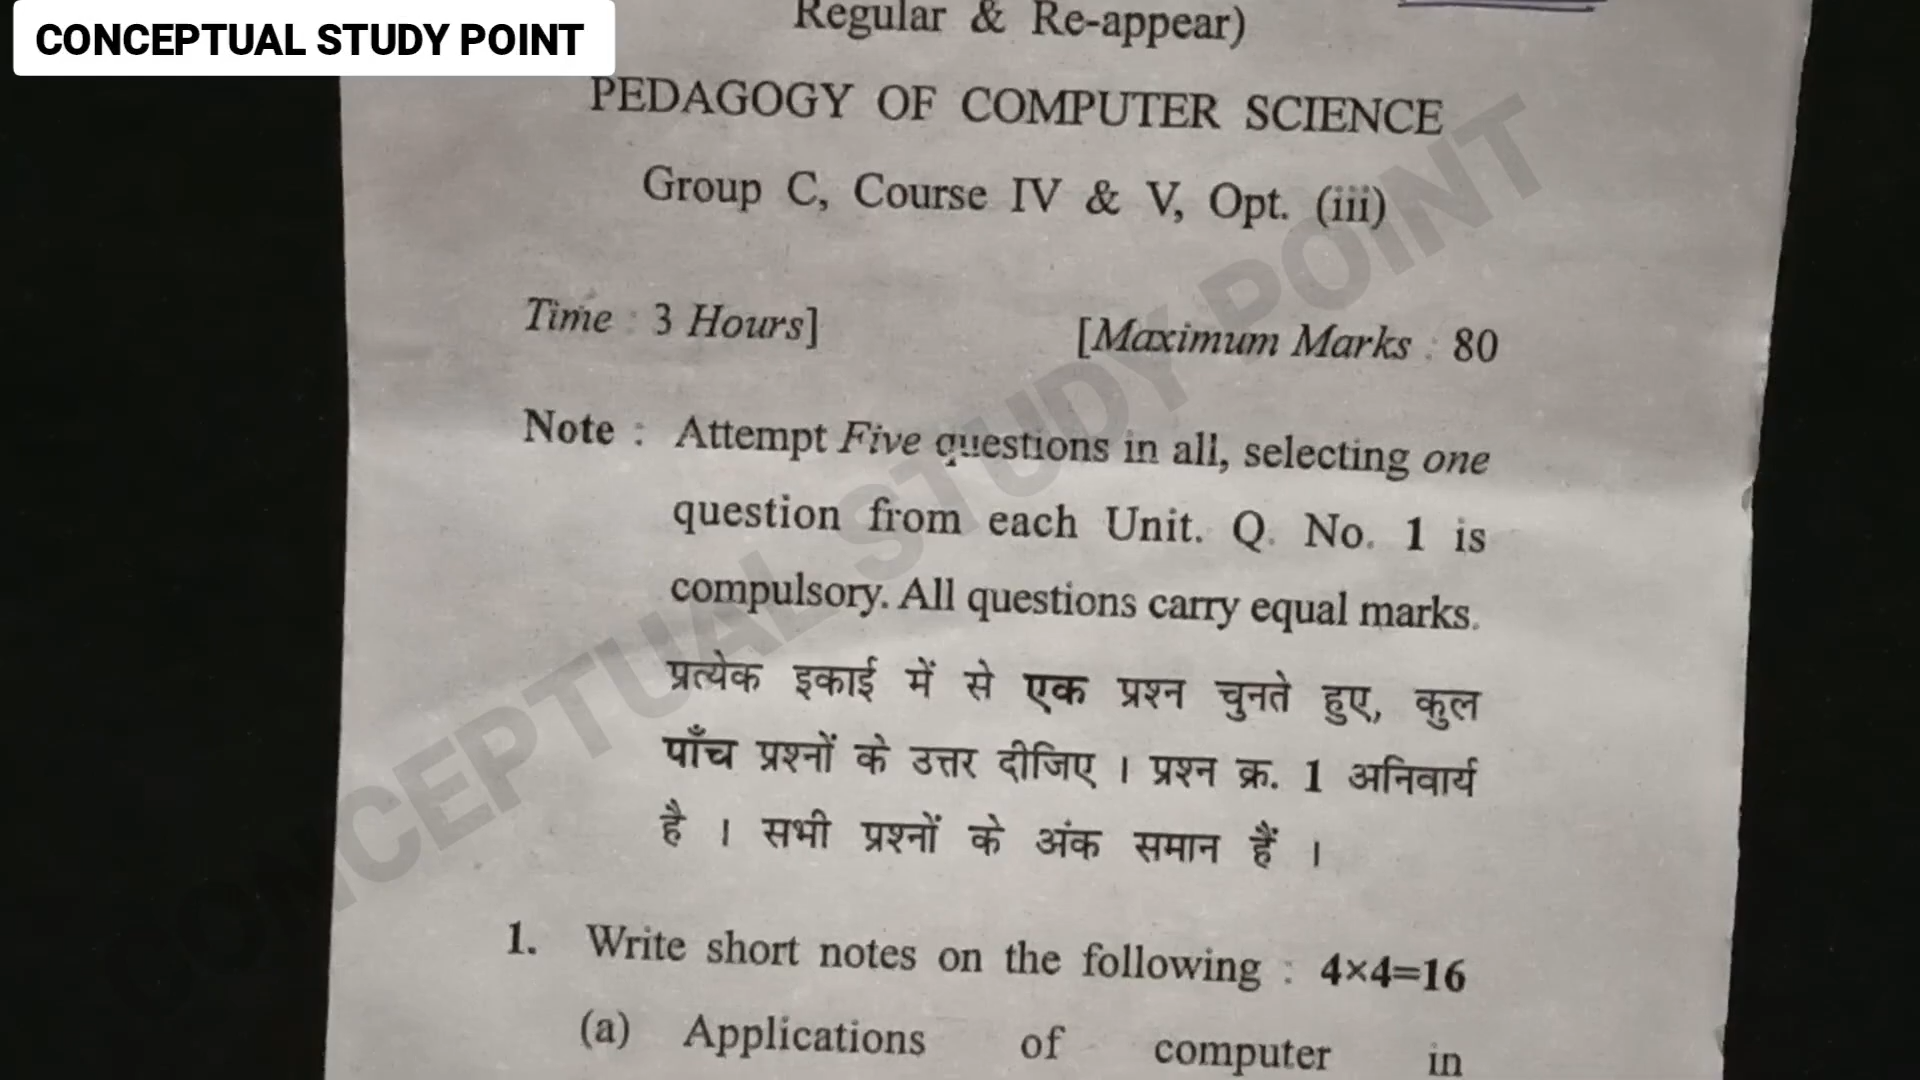 CONCEPTUAL STUDY POINT
Regular & Re-appear)
PEDAGOGY OF COMPUTER SCIENCE
Group C, Course IV & V, Opt. (iii)
Time : 3 Hours] [Maximum Marks : 80
Note : Attempt Five questions in all, selecting one
question from each Unit. Q. No. 1 is
compulsory. All questions carry equal marks.
प्रत्येक इकाई में से एक प्रश्न चुनते हुए, कुल
पाँच प्रश्नों के उत्तर दीजिए । प्रश्न क्र. 1 अनिवार्य
है । सभी प्रश्नों के अंक समान हैं ।
1. Write short notes on the following : 4×4=16
(a) Applications of computer in
CONCEPTUAL STUDY POINT